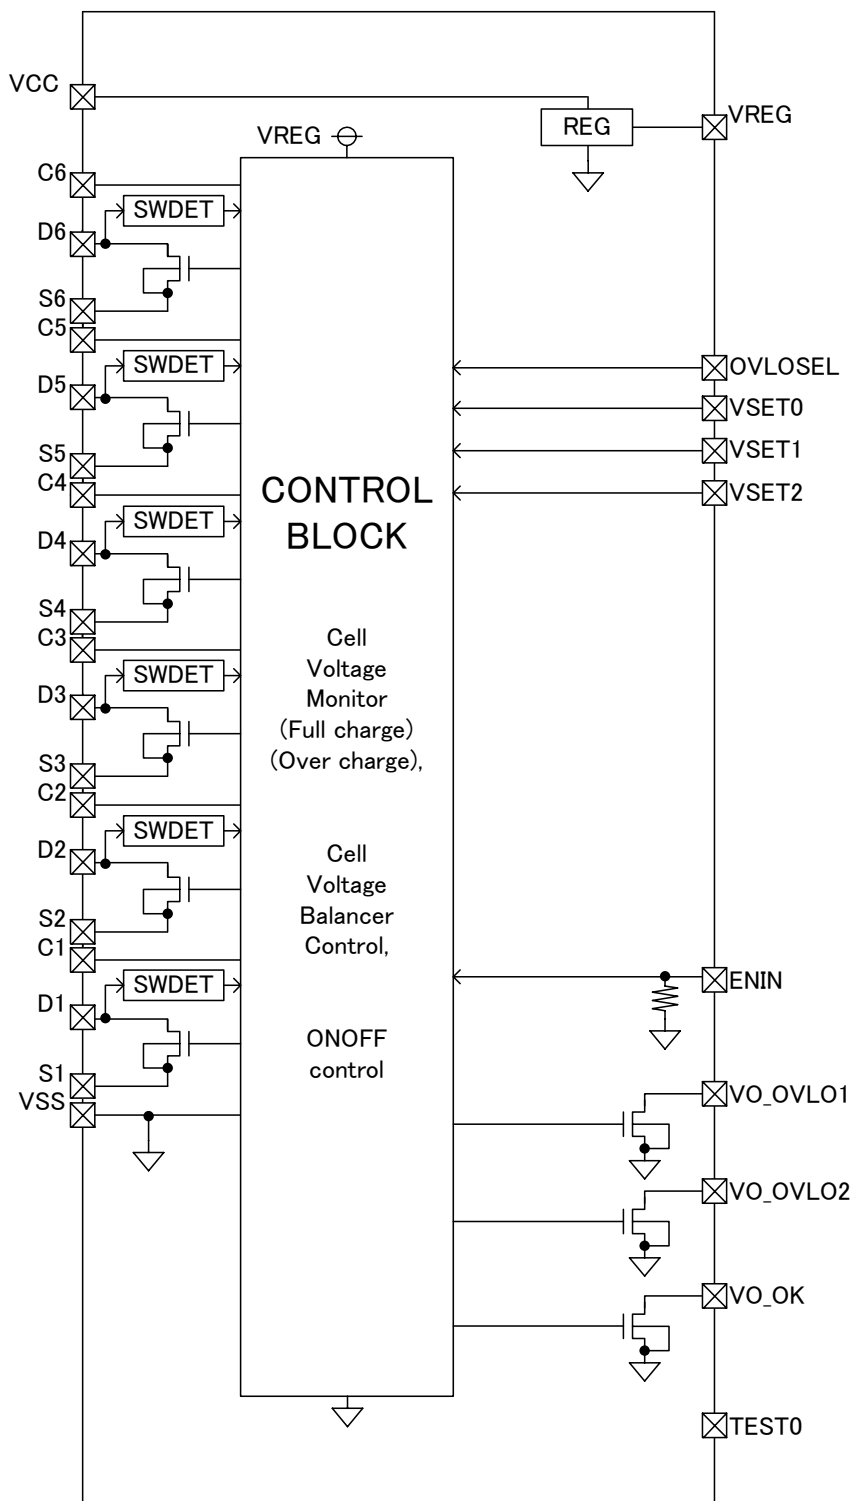 VCC
VREG
REG
VREG
C6
SWDET
D6
S6
C5
SWDET
D5
S5
C4
SWDET
D4
S4
C3
SWDET
D3
S3
C2
SWDET
D2
S2
C1
SWDET
D1
S1
VSS
CONTROL
BLOCK
Cell
Voltage
Monitor
(Full charge)
(Over charge),
Cell
Voltage
Balancer
Control,
ONOFF
control
OVLOSEL
VSET0
VSET1
VSET2
ENIN
VO_OVLO1
VO_OVLO2
VO_OK
TEST0